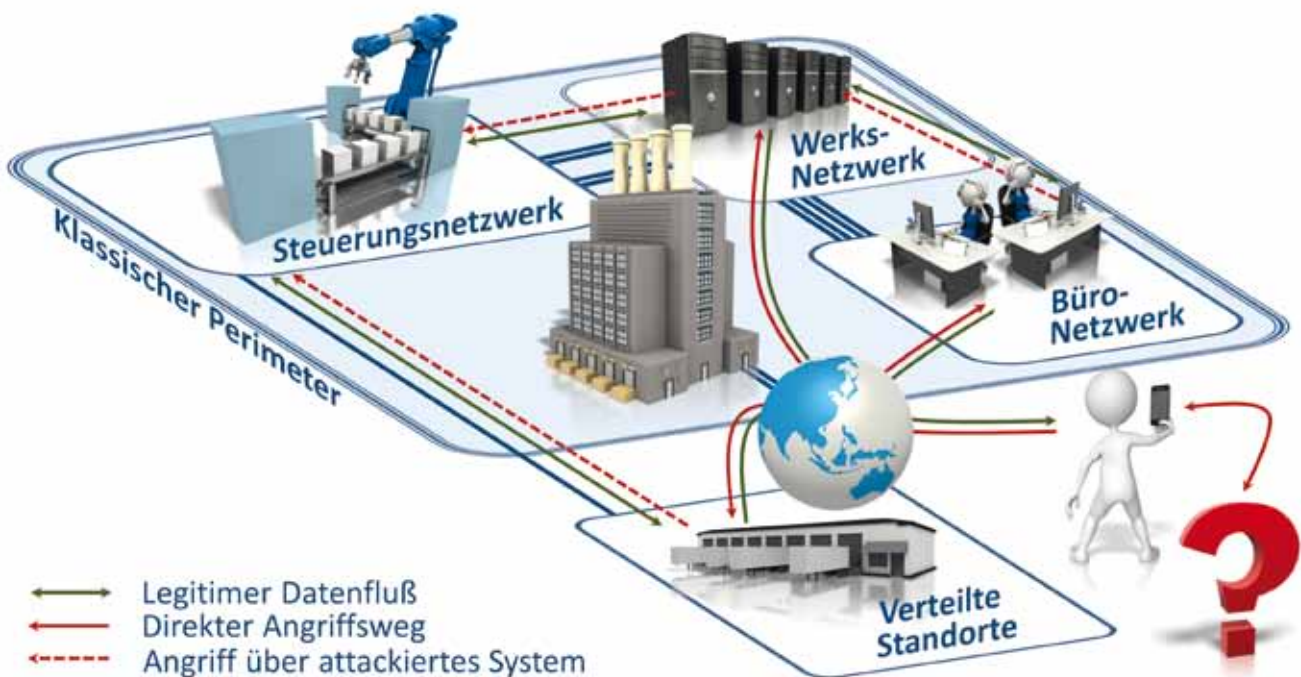 Werks-
Netzwerk
Steuerungsnetzwerk
Klassischer Perimeter
Büro-
Netzwerk
Verteilte
Standorte
Legitimer Datenfluß
Direkter Angriffsweg
Angriff über attackiertes System
?